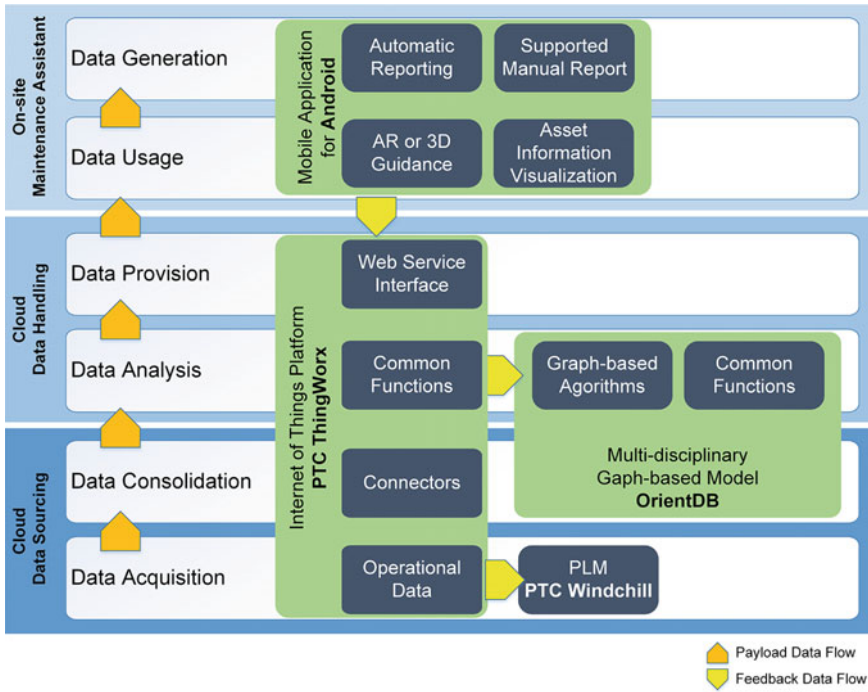 On-site
Maintenance Assistant
Data Generation
Data Usage
Mobile Application
for Android
Automatic
Reporting
Supported
Manual Report
AR or 3D
Guidance
Asset
Information
Visualization
Cloud
Data Handling
Data Provision
Data Analysis
Internet of Things Platform
PTC ThingWorx
Web Service
Interface
Common
Functions
Graph-based
Agorithms
Common
Functions
Multi-disciplinary
Gaph-based Model
OrientDB
Cloud
Data Sourcing
Data Consolidation
Data Acquisition
Connectors
Operational
Data
PLM
PTC Windchill
Payload Data Flow
Feedback Data Flow